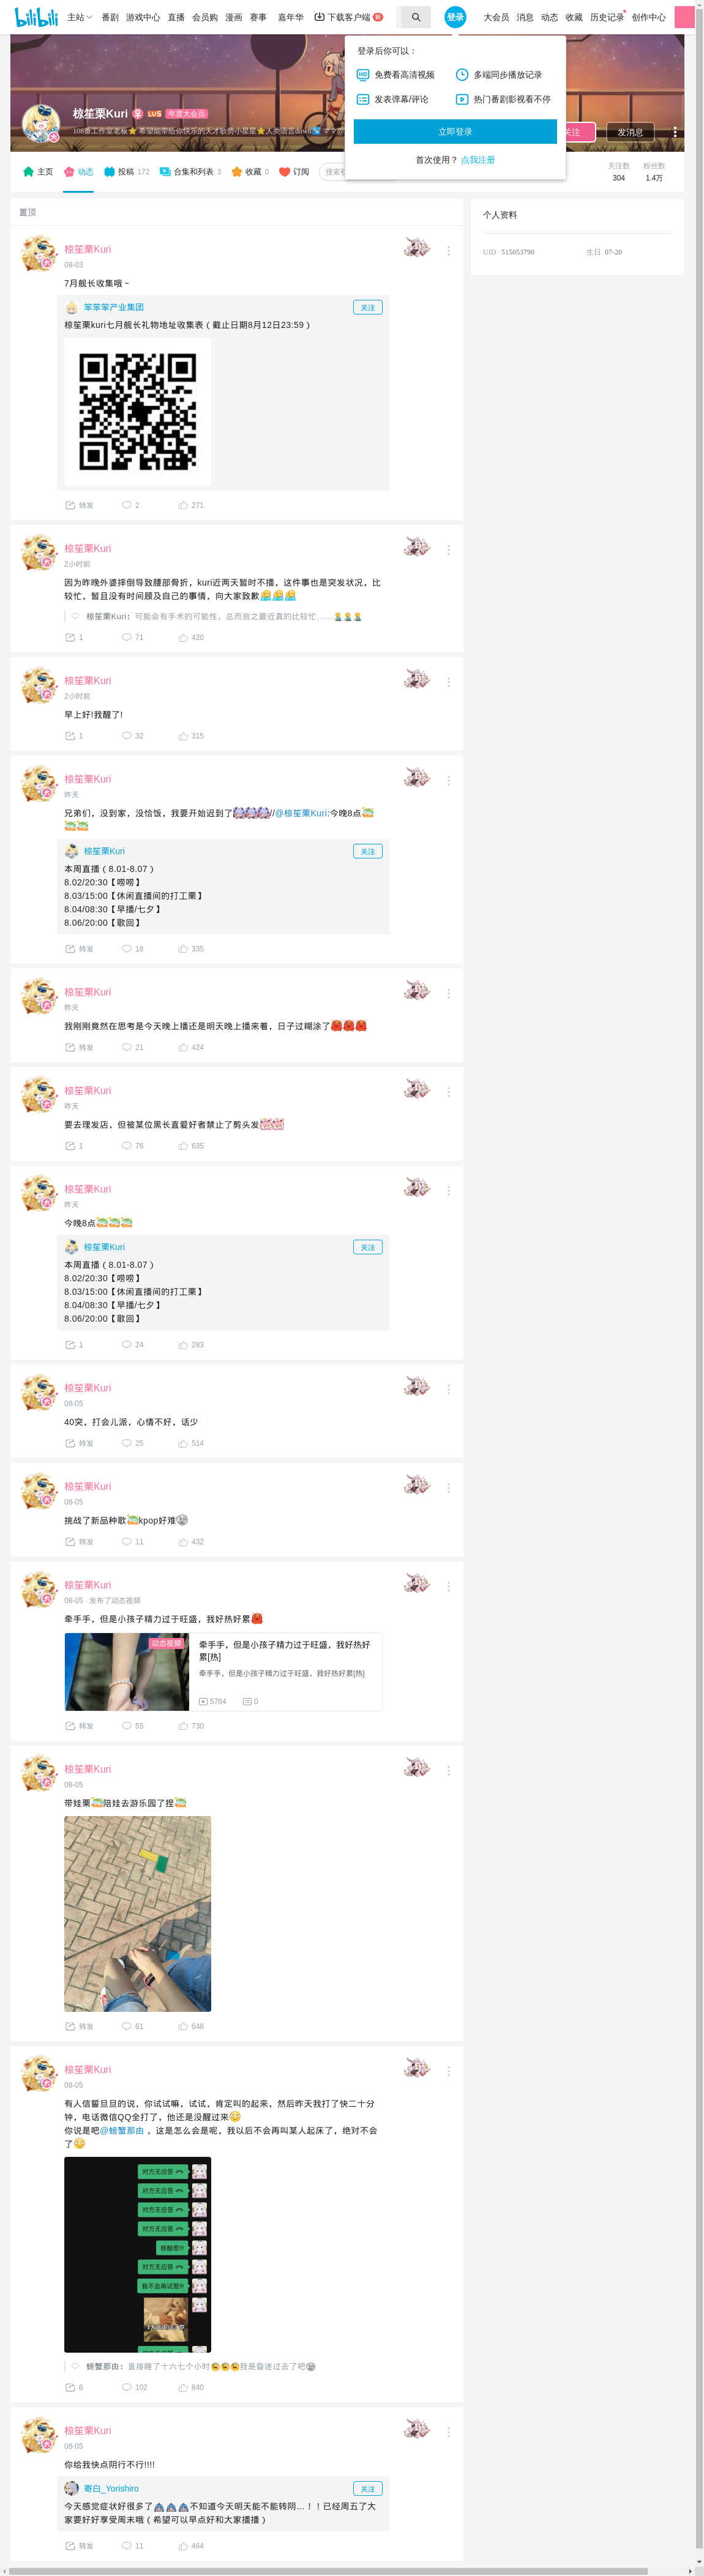 bilibili 主站 番剧 游戏中心 直播 会员购 漫画 赛事 嘉年华 下载客户端 登录 大会员 消息 动态 收藏 历史记录 创作中心
登录后你可以：
免费看高清视频 多端同步播放记录
发表弹幕/评论 热门番剧影视看不停
立即登录
首次使用？ 点我注册
椋笙栗Kuri LV5 年度大会员
关注 发消息
主页 动态 投稿 172 合集和列表 3 收藏 0 订阅
关注数 粉丝数
304 1.4万
个人资料
UID 515053790 生日 07-20
置顶
椋笙栗Kuri
08-03
7月舰长收集哦～
笨笨笨产业集团 关注
椋笙栗kuri七月舰长礼物地址收集表（截止日期8月12日23:59）
转发 2 271
椋笙栗Kuri
2小时前
因为昨晚外婆摔倒导致腰部骨折，kuri近两天暂时不播，这件事也是突发状况，比
较忙，暂且没有时间顾及自己的事情，向大家致歉
椋笙栗Kuri：可能会有手术的可能性，总而言之最近真的比较忙……
1 71 420
椋笙栗Kuri
2小时前
早上好!我醒了!
1 32 315
椋笙栗Kuri
昨天
兄弟们，没到家，没恰饭，我要开始迟到了//@椋笙栗Kuri:今晚8点
椋笙栗Kuri 关注
本周直播（8.01-8.07）
8.02/20:30【唠唠】
8.03/15:00【休闲直播间的打工栗】
8.04/08:30【早播/七夕】
8.06/20:00【歌回】
转发 18 335
椋笙栗Kuri
昨天
我刚刚竟然在思考是今天晚上播还是明天晚上播来着，日子过糊涂了
转发 21 424
椋笙栗Kuri
昨天
要去理发店，但被某位黑长直爱好者禁止了剪头发
1 76 635
椋笙栗Kuri
昨天
今晚8点
椋笙栗Kuri 关注
本周直播（8.01-8.07）
8.02/20:30【唠唠】
8.03/15:00【休闲直播间的打工栗】
8.04/08:30【早播/七夕】
8.06/20:00【歌回】
1 24 283
椋笙栗Kuri
08-05
40突，打会儿派，心情不好，话少
转发 25 514
椋笙栗Kuri
08-05
挑战了新品种歌kpop好难
转发 11 432
椋笙栗Kuri
08-05 · 发布了动态视频
牵手手，但是小孩子精力过于旺盛，我好热好累
动态视频
牵手手，但是小孩子精力过于旺盛，我好热好
累[热]
牵手手，但是小孩子精力过于旺盛，我好热好累[热]
5764 0
转发 55 730
椋笙栗Kuri
08-05
带娃栗陪娃去游乐园了捏
转发 61 648
椋笙栗Kuri
08-05
有人信誓旦旦的说，你试试嘛，试试，肯定叫的起来，然后昨天我打了快二十分
钟，电话微信QQ全打了，他还是没醒过来
你说是吧@螃蟹那由 ，这是怎么会是呢，我以后不会再叫某人起床了，绝对不会
了
对方无应答
对方无应答
对方无应答
对方无应答
对方无应答
我不会再试惹!!!
螃蟹那由：直接睡了十六七个小时我是昏迷过去了吧
6 102 840
椋笙栗Kuri
08-05
你给我快点阴行不行!!!!
寄白_Yorishiro 关注
今天感觉症状好很多了不知道今天明天能不能转阴...！！已经周五了大
家要好好享受周末哦（希望可以早点好和大家播播）
转发 11 464